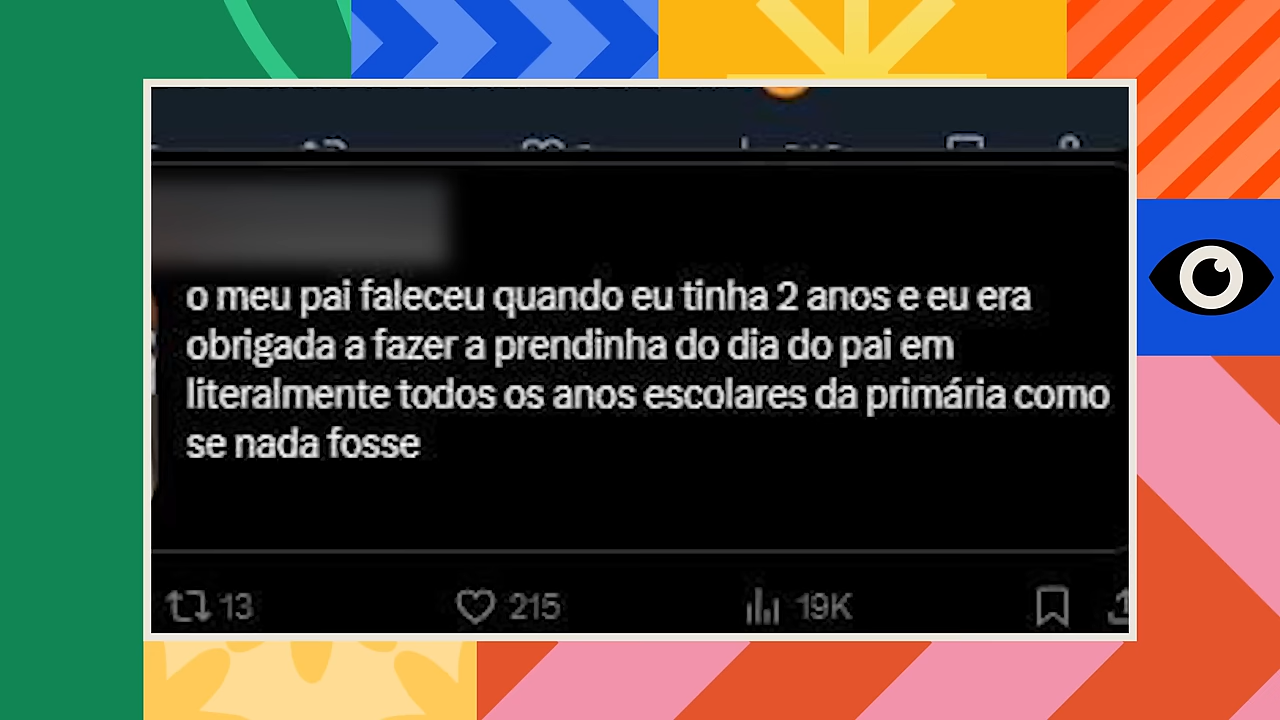 o meu pai faleceu quando eu tinha 2 anos e eu era
obrigada a fazer a prendinha do dia do pai em
literalmente todos os anos escolares da primária como
se nada fosse
13 215 19K